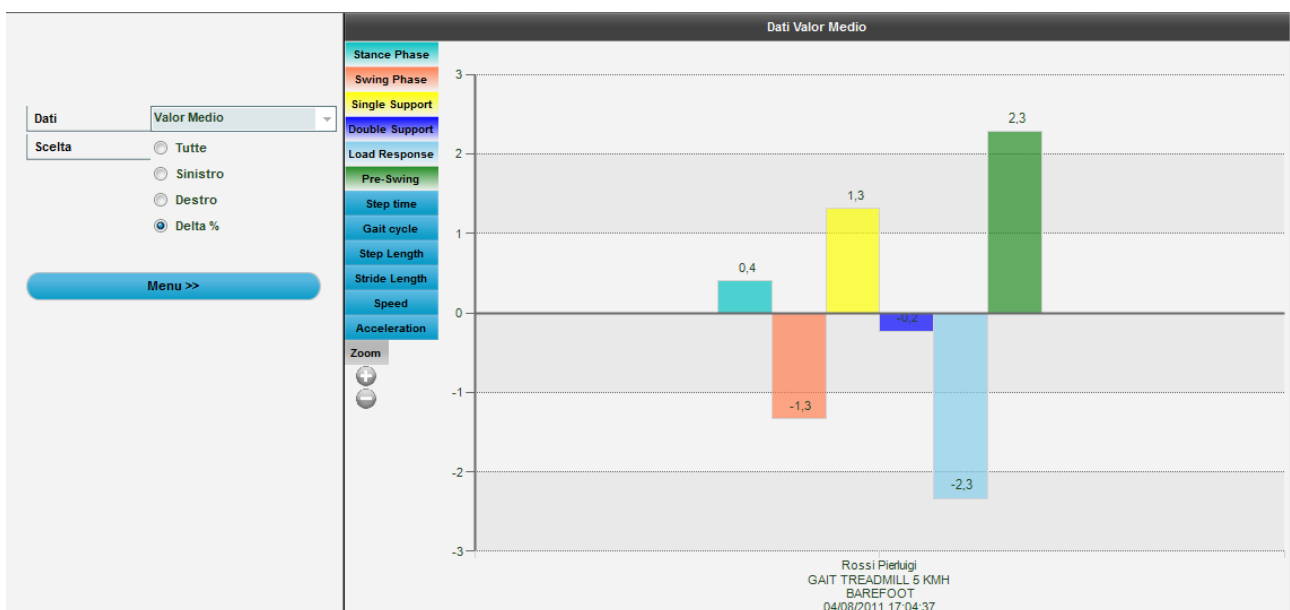 Dati Valor Medio
Dati
Valor Medio
Scelta
Tutte
Sinistro
Destro
Delta %
Menu >>
Stance Phase
Swing Phase
Single Support
Double Support
Load Response
Pre-Swing
Step time
Gait cycle
Step Length
Stride Length
Speed
Acceleration
Zoom
3
2
1
0
-1
-2
-3
0,4
-1,3
1,3
-0,2
-2,3
2,3
Rossi Pierluigi
GAIT TREADMILL 5 KMH
BAREFOOT
04/08/2011 17:04:37